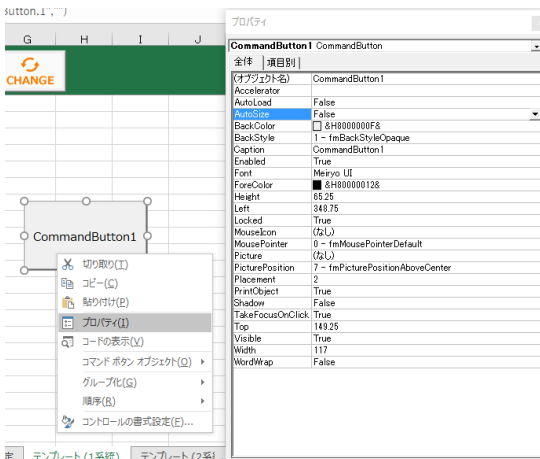 Button.1","")
G H I J
CHANGE
CommandButton1
切り取り(T)
コピー(C)
貼り付け(P)
プロパティ(I)
コードの表示(V)
コマンド ボタン オブジェクト(O)
グループ化(G)
順序(R)
コントロールの書式設定(F)...
定 テンプレート (1系統) テンプレート (2系
プロパティ
CommandButton1 CommandButton
全体 項目別
(オブジェクト名) CommandButton1
Accelerator
AutoLoad False
AutoSize False
BackColor &H8000000F&
BackStyle 1 - fmBackStyleOpaque
Caption CommandButton1
Enabled True
Font Meiryo UI
ForeColor &H80000012&
Height 65.25
Left 348.75
Locked True
MouseIcon (なし)
MousePointer 0 - fmMousePointerDefault
Picture (なし)
PicturePosition 7 - fmPicturePositionAboveCenter
Placement 2
PrintObject True
Shadow False
TakeFocusOnClick True
Top 149.25
Visible True
Width 117
WordWrap False